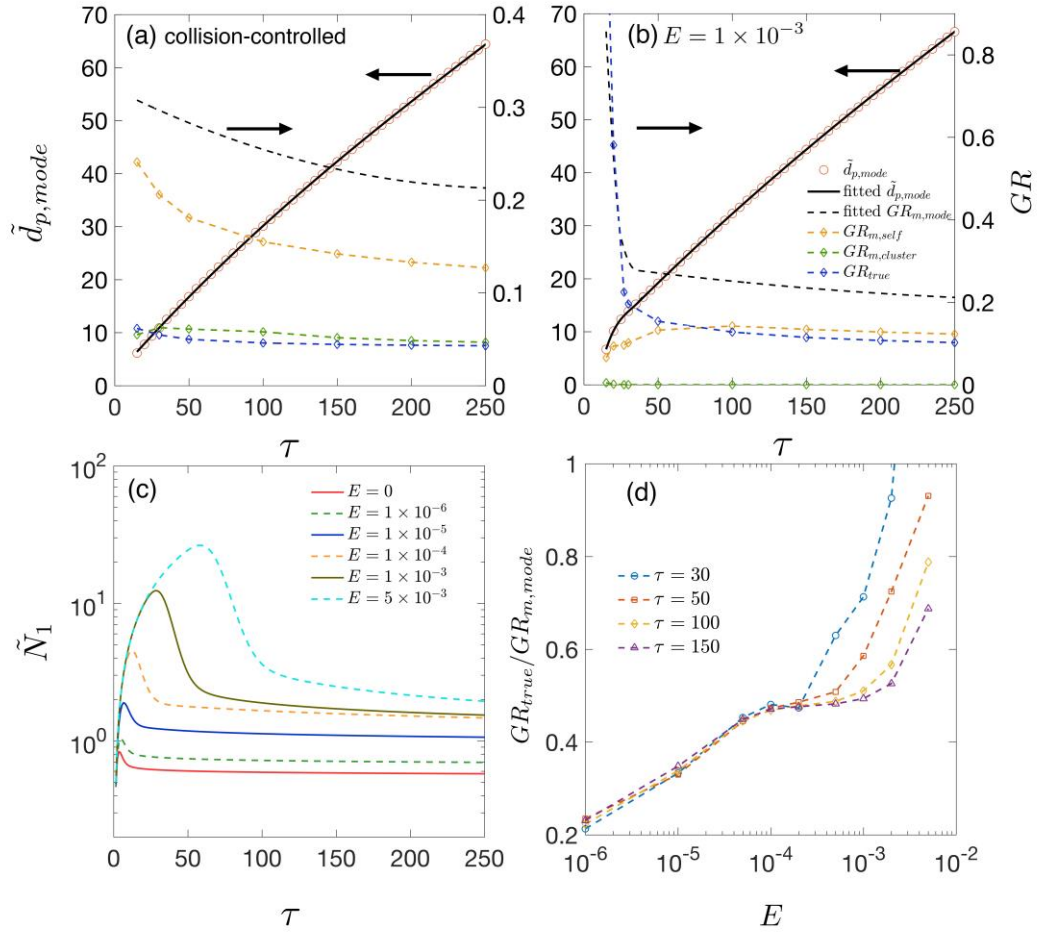 (a) collision-controlled
70
60
50
40
30
20
10
0
0.4
0.3
0.2
0.1
0
0 50 100 150 200 250
d̃p,mode
τ
(b) E = 1 × 10⁻³
70
60
50
40
30
20
10
0
0.8
0.6
0.4
0.2
0
0 50 100 150 200 250
τ
GR
d̃p,mode
fitted d̃p,mode
fitted GRm,mode
GRm,self
GRm,cluster
GRtrue
(c)
10²
10¹
10⁰
0 50 100 150 200 250
Ñ₁
τ
E = 0
E = 1 × 10⁻⁶
E = 1 × 10⁻⁵
E = 1 × 10⁻⁴
E = 1 × 10⁻³
E = 5 × 10⁻³
(d)
1
0.8
0.6
0.4
0.2
10⁻⁶ 10⁻⁵ 10⁻⁴ 10⁻³ 10⁻²
GRtrue/GRm,mode
E
τ = 30
τ = 50
τ = 100
τ = 150